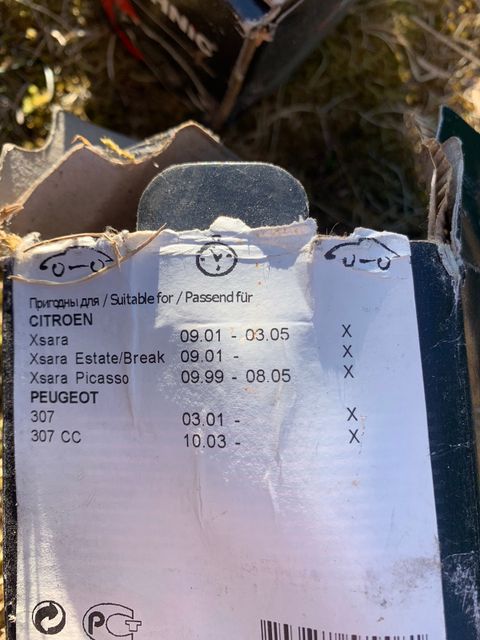 Пригодны для / Suitable for / Passend für
CITROEN
Xsara 09.01 - 03.05 X
Xsara Estate/Break 09.01 - X
Xsara Picasso 09.99 - 08.05 X
PEUGEOT
307 03.01 - X
307 CC 10.03 - X